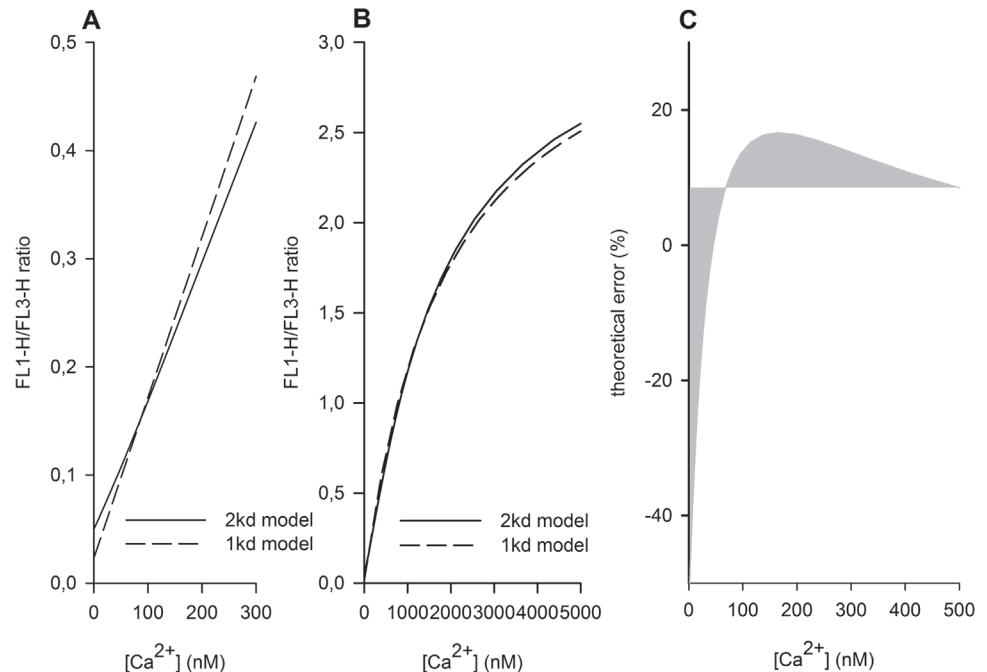 A
FL1-H/FL3-H ratio
0,5
0,4
0,3
0,2
0,1
0,0
0 100 200 300
[Ca2+] (nM)
2kd model
1kd model
B
FL1-H/FL3-H ratio
3,0
2,5
2,0
1,5
1,0
0,5
0,0
0 1000 2000 3000 4000 5000
[Ca2+] (nM)
2kd model
1kd model
C
theoretical error (%)
20
0
-20
-40
0 100 200 300 400 500
[Ca2+] (nM)